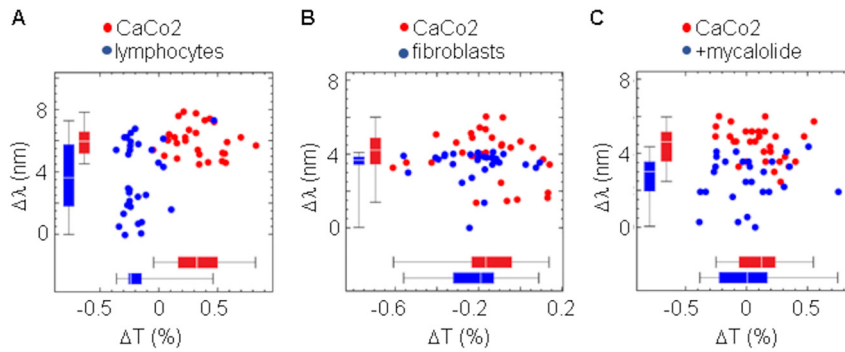 A
CaCo2
lymphocytes
Δλ (nm)
8
4
0
-0.5 0 0.5
ΔT (%)
B
CaCo2
fibroblasts
Δλ (nm)
8
4
0
-0.6 -0.2 0.2
ΔT (%)
C
CaCo2
+mycalolide
Δλ (nm)
8
4
0
-0.5 0 0.5
ΔT (%)